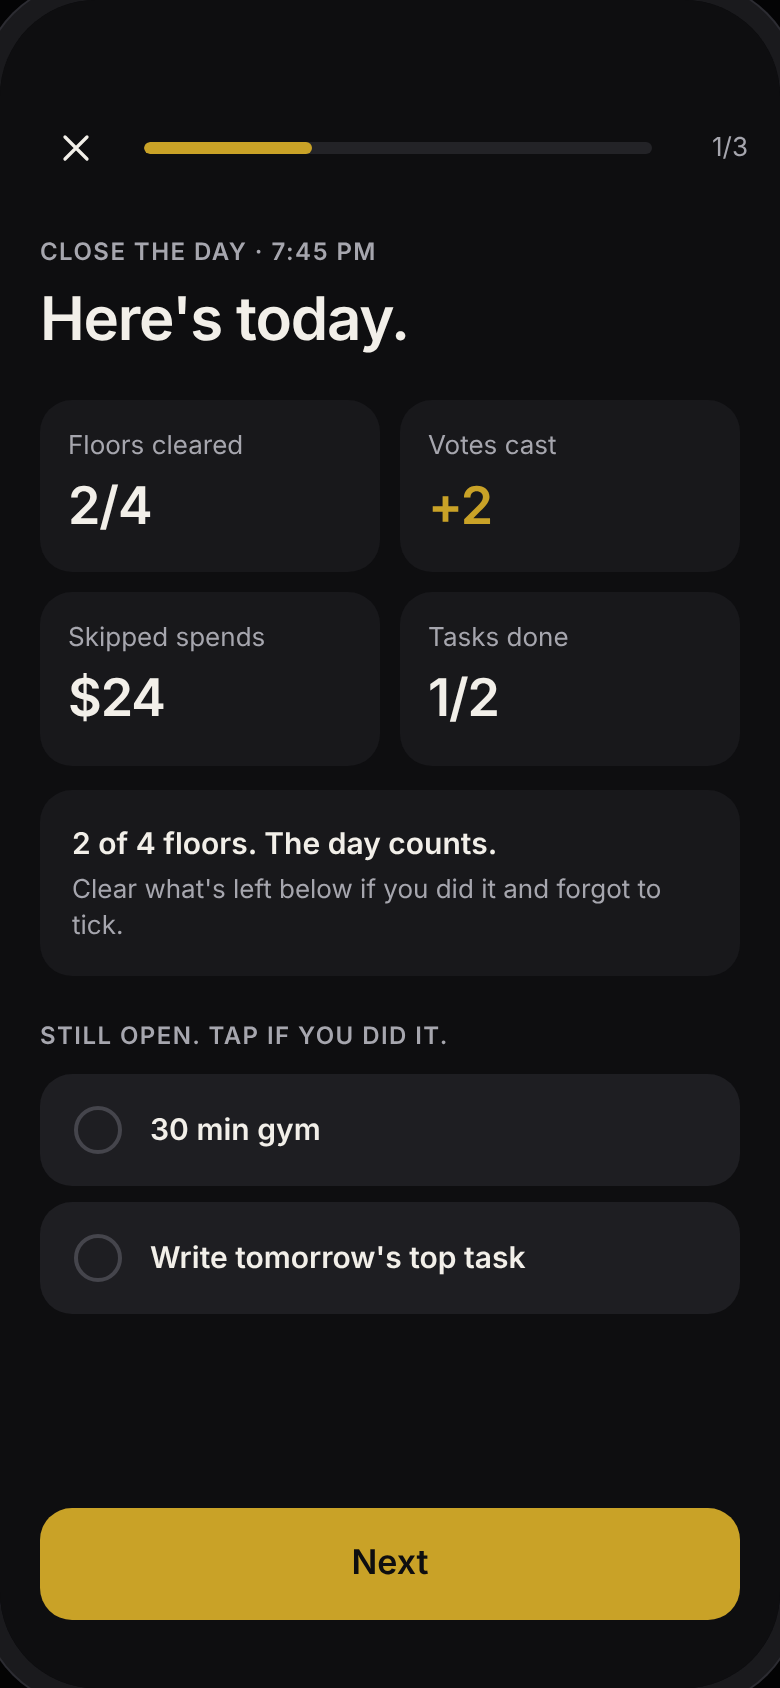 1/3
CLOSE THE DAY · 7:45 PM
Here's today.
Floors cleared
2/4
Votes cast
+2
Skipped spends
$24
Tasks done
1/2
2 of 4 floors. The day counts.
Clear what's left below if you did it and forgot to
tick.
STILL OPEN. TAP IF YOU DID IT.
30 min gym
Write tomorrow's top task
Next